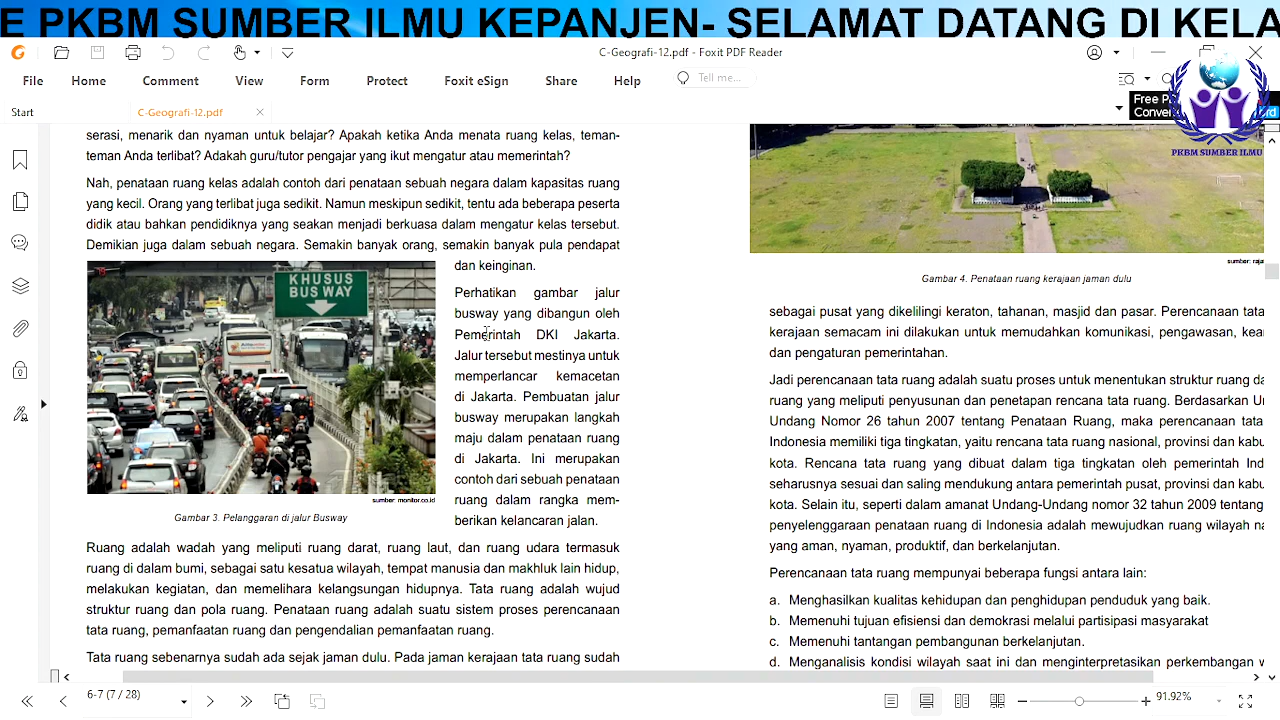 E PKBM SUMBER ILMU KEPANJEN- SELAMAT DATANG DI KELA
C-Geografi-12.pdf - Foxit PDF Reader
File Home Comment View Form Protect Foxit eSign Share Help Tell me...
Start C-Geografi-12.pdf
Free P
Conver
rd
PKBM SUMBER ILMU
serasi, menarik dan nyaman untuk belajar? Apakah ketika Anda menata ruang kelas, teman-
teman Anda terlibat? Adakah guru/tutor pengajar yang ikut mengatur atau memerintah?
Nah, penataan ruang kelas adalah contoh dari penataan sebuah negara dalam kapasitas ruang
yang kecil. Orang yang terlibat juga sedikit. Namun meskipun sedikit, tentu ada beberapa peserta
didik atau bahkan pendidiknya yang seakan menjadi berkuasa dalam mengatur kelas tersebut.
Demikian juga dalam sebuah negara. Semakin banyak orang, semakin banyak pula pendapat
dan keinginan.
KHUSUS
BUS WAY
sumber: monitor.co.id
Gambar 3. Pelanggaran di jalur Busway
Perhatikan gambar jalur
busway yang dibangun oleh
Pemerintah DKI Jakarta.
Jalur tersebut mestinya untuk
memperlancar kemacetan
di Jakarta. Pembuatan jalur
busway merupakan langkah
maju dalam penataan ruang
di Jakarta. Ini merupakan
contoh dari sebuah penataan
ruang dalam rangka mem-
berikan kelancaran jalan.
Ruang adalah wadah yang meliputi ruang darat, ruang laut, dan ruang udara termasuk
ruang di dalam bumi, sebagai satu kesatua wilayah, tempat manusia dan makhluk lain hidup,
melakukan kegiatan, dan memelihara kelangsungan hidupnya. Tata ruang adalah wujud
struktur ruang dan pola ruang. Penataan ruang adalah suatu sistem proses perencanaan
tata ruang, pemanfaatan ruang dan pengendalian pemanfaatan ruang.
Tata ruang sebenarnya sudah ada sejak jaman dulu. Pada jaman kerajaan tata ruang sudah
sumber: raja
Gambar 4. Penataan ruang kerajaan jaman dulu
sebagai pusat yang dikelilingi keraton, tahanan, masjid dan pasar. Perencanaan tata
kerajaan semacam ini dilakukan untuk memudahkan komunikasi, pengawasan, kea
dan pengaturan pemerintahan.
Jadi perencanaan tata ruang adalah suatu proses untuk menentukan struktur ruang da
ruang yang meliputi penyusunan dan penetapan rencana tata ruang. Berdasarkan Un
Undang Nomor 26 tahun 2007 tentang Penataan Ruang, maka perencanaan tata
Indonesia memiliki tiga tingkatan, yaitu rencana tata ruang nasional, provinsi dan kabu
kota. Rencana tata ruang yang dibuat dalam tiga tingkatan oleh pemerintah Ind
seharusnya sesuai dan saling mendukung antara pemerintah pusat, provinsi dan kabu
kota. Selain itu, seperti dalam amanat Undang-Undang nomor 32 tahun 2009 tentang
penyelenggaraan penataan ruang di Indonesia adalah mewujudkan ruang wilayah na
yang aman, nyaman, produktif, dan berkelanjutan.
Perencanaan tata ruang mempunyai beberapa fungsi antara lain:
a. Menghasilkan kualitas kehidupan dan penghidupan penduduk yang baik.
b. Memenuhi tujuan efisiensi dan demokrasi melalui partisipasi masyarakat
c. Memenuhi tantangan pembangunan berkelanjutan.
d. Menganalisis kondisi wilayah saat ini dan menginterpretasikan perkembangan w
6-7 (7 / 28)
91.92%